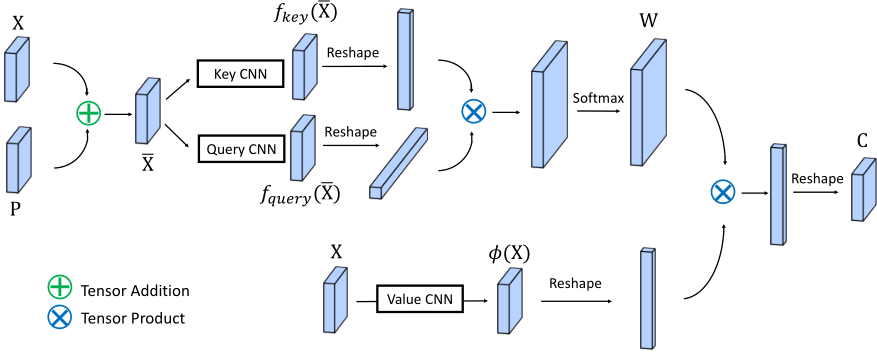 X
f_key(X̅)
W
Key CNN
Reshape
Softmax
Query CNN
Reshape
X̅
P
f_query(X̅)
C
Reshape
X
ϕ(X)
Value CNN
Reshape
Tensor Addition
Tensor Product